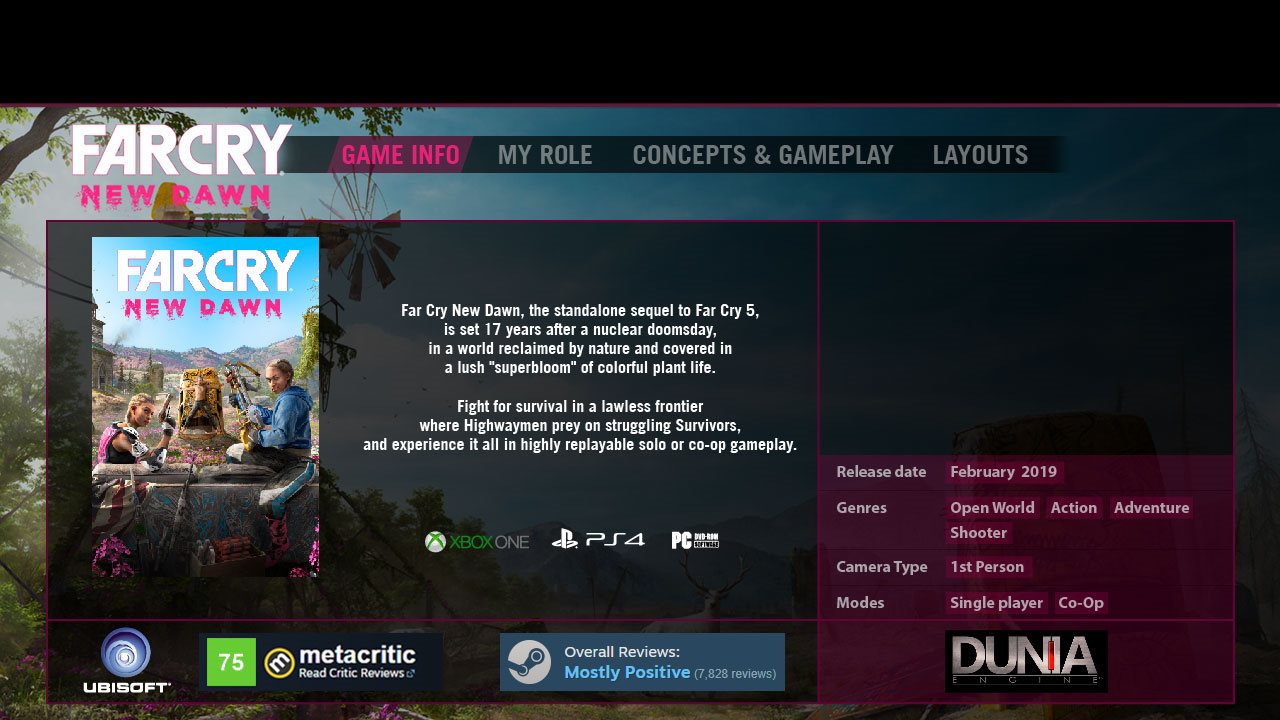 FARCRY
NEW DAWN
GAME INFO MY ROLE CONCEPTS & GAMEPLAY LAYOUTS
FARCRY
NEW DAWN
Far Cry New Dawn, the standalone sequel to Far Cry 5,
is set 17 years after a nuclear doomsday,
in a world reclaimed by nature and covered in
a lush "superbloom" of colorful plant life.
Fight for survival in a lawless frontier
where Highwaymen prey on struggling Survivors,
and experience it all in highly replayable solo or co-op gameplay.
XBOX ONE PS4 PC DVD-ROM
SOFTWARE
Release date February 2019
Genres Open World Action Adventure
Shooter
Camera Type 1st Person
Modes Single player Co-Op
UBISOFT
75 metacritic
Read Critic Reviews
Overall Reviews:
Mostly Positive (7,828 reviews)
DUNIA
ENGINE